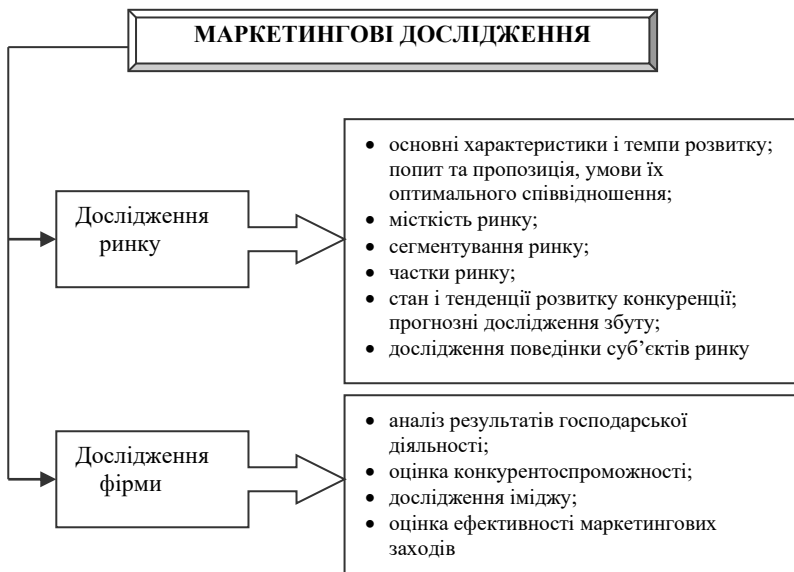 МАРКЕТИНГОВІ ДОСЛІДЖЕННЯ
Дослідження
ринку
• основні характеристики і темпи розвитку;
попит та пропозиція, умови їх
оптимального співвідношення;
• місткість ринку;
• сегментування ринку;
• частки ринку;
• стан і тенденції розвитку конкуренції;
прогнозні дослідження збуту;
• дослідження поведінки суб’єктів ринку
Дослідження
фірми
• аналіз результатів господарської
діяльності;
• оцінка конкурентоспроможності;
• дослідження іміджу;
• оцінка ефективності маркетингових
заходів